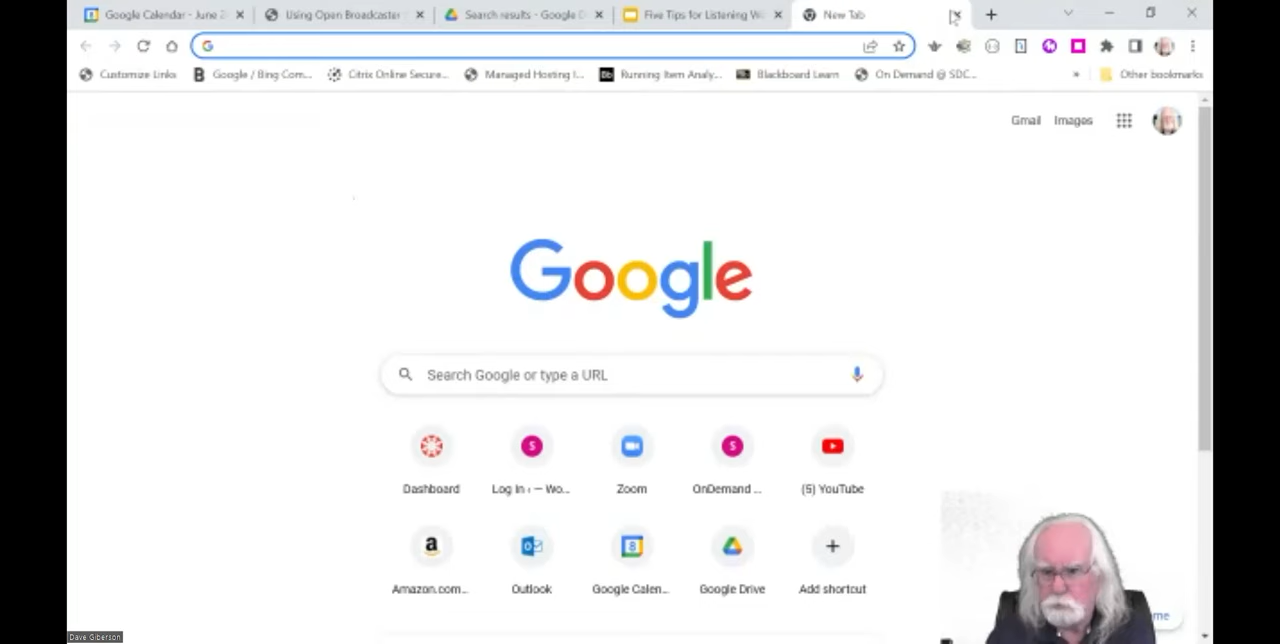 Google Calendar - June 2
Using Open Broadcaster
Search results - Google D
Five Tips for Listening Wi
New Tab
Customize Links
Google / Bing Com...
Citrix Online Secure...
Managed Hosting I...
Running Item Analy...
Blackboard Learn
On Demand @ SDC...
»
Other bookmarks
Gmail
Images
Google
Search Google or type a URL
Dashboard
Log In ‹ — Wo...
Zoom
OnDemand ...
(5) YouTube
Amazon.com...
Outlook
Google Calen...
Google Drive
Add shortcut
me
Dave Giberson